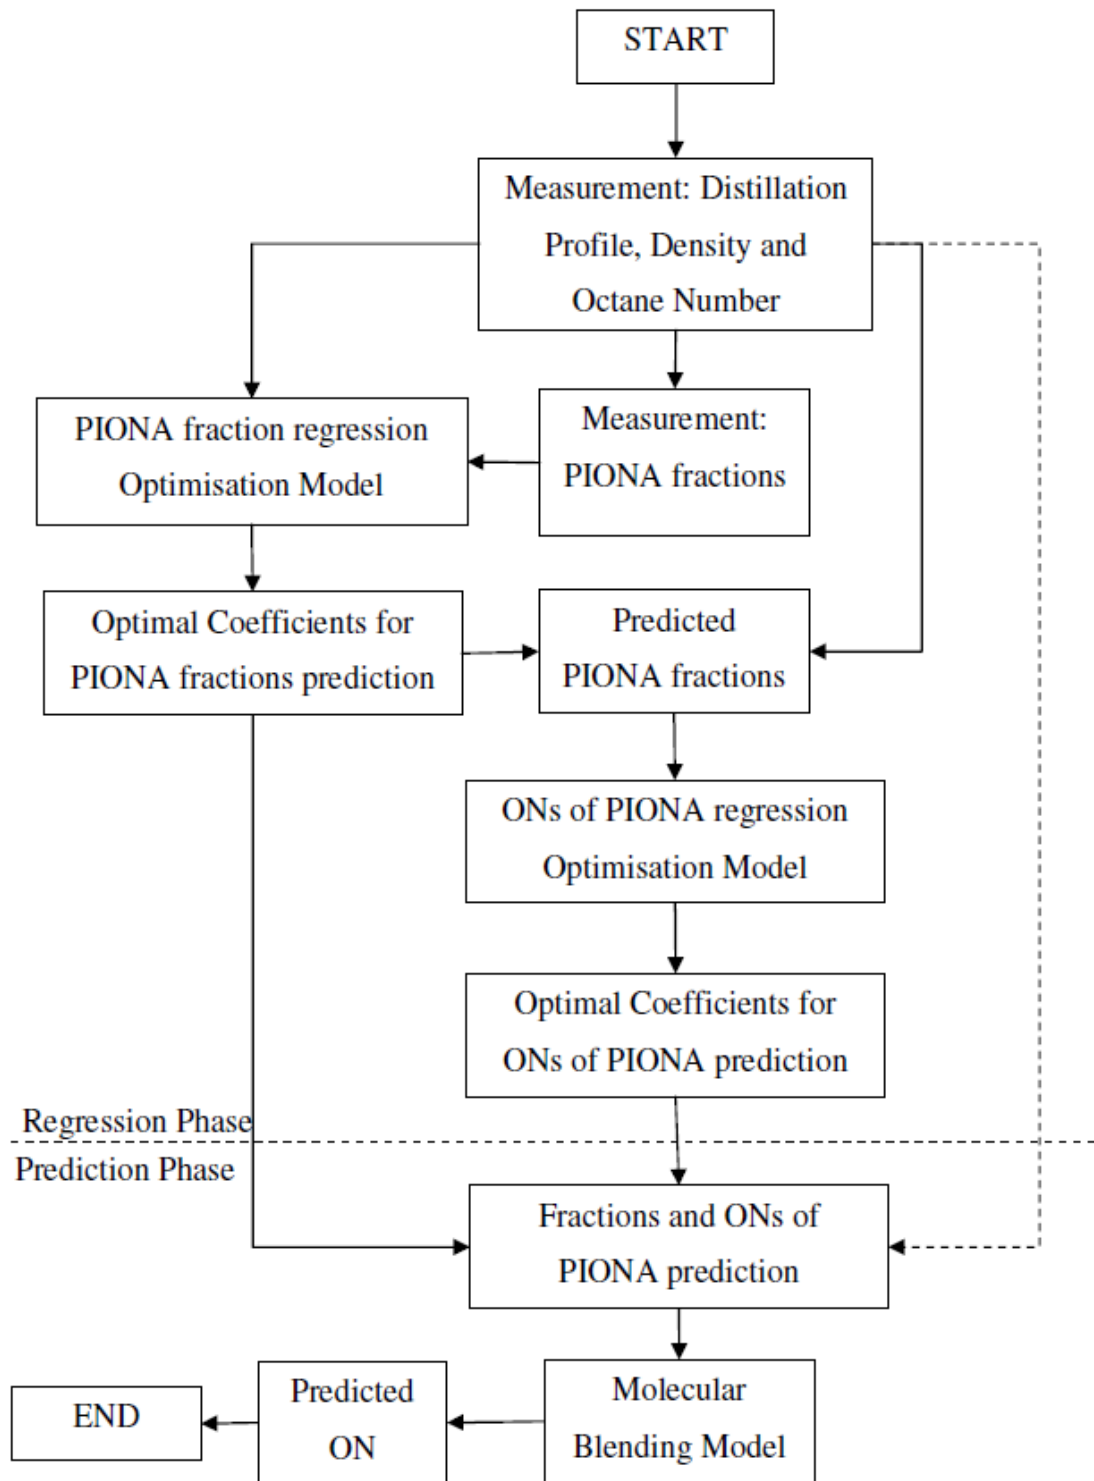 START
Measurement: Distillation
Profile, Density and
Octane Number
PIONA fraction regression
Optimisation Model
Measurement:
PIONA fractions
Optimal Coefficients for
PIONA fractions prediction
Predicted
PIONA fractions
ONs of PIONA regression
Optimisation Model
Optimal Coefficients for
ONs of PIONA prediction
Regression Phase
Prediction Phase
Fractions and ONs of
PIONA prediction
Molecular
Blending Model
Predicted
ON
END